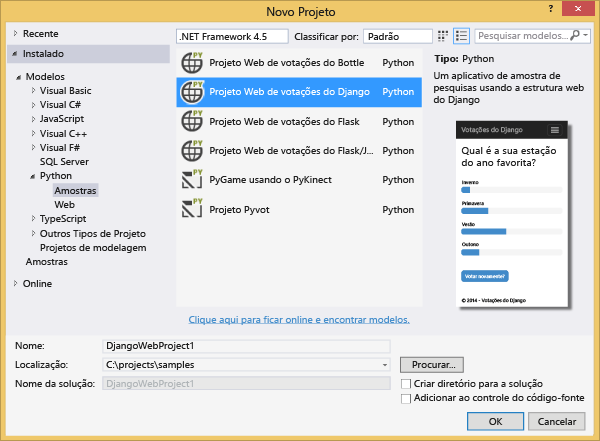 Novo Projeto
? ×
Recente
Instalado
Modelos
Visual Basic
Visual C#
JavaScript
Visual C++
Visual F#
SQL Server
Python
Amostras
Web
TypeScript
Outros Tipos de Projeto
Projetos de modelagem
Amostras
Online
.NET Framework 4.5 Classificar por: Padrão
Pesquisar modelos...
PY Projeto Web de votações do Bottle Python
PY Projeto Web de votações do Django Python
PY Projeto Web de votações do Flask Python
PY Projeto Web de votações do Flask/J... Python
PY PyGame usando o PyKinect Python
PY Projeto Pyvot Python
Clique aqui para ficar online e encontrar modelos.
Tipo: Python
Um aplicativo de amostra de
pesquisas usando a estrutura web
do Django
Votações do Django
Qual é a sua estação
do ano favorita?
Inverno
Primavera
Verão
Outono
Votar novamente?
© 2014 - Votações do Django
Nome: DjangoWebProject1
Localização: C:\projects\samples Procurar...
Nome da solução: DjangoWebProject1
Criar diretório para a solução
Adicionar ao controle do código-fonte
OK Cancelar